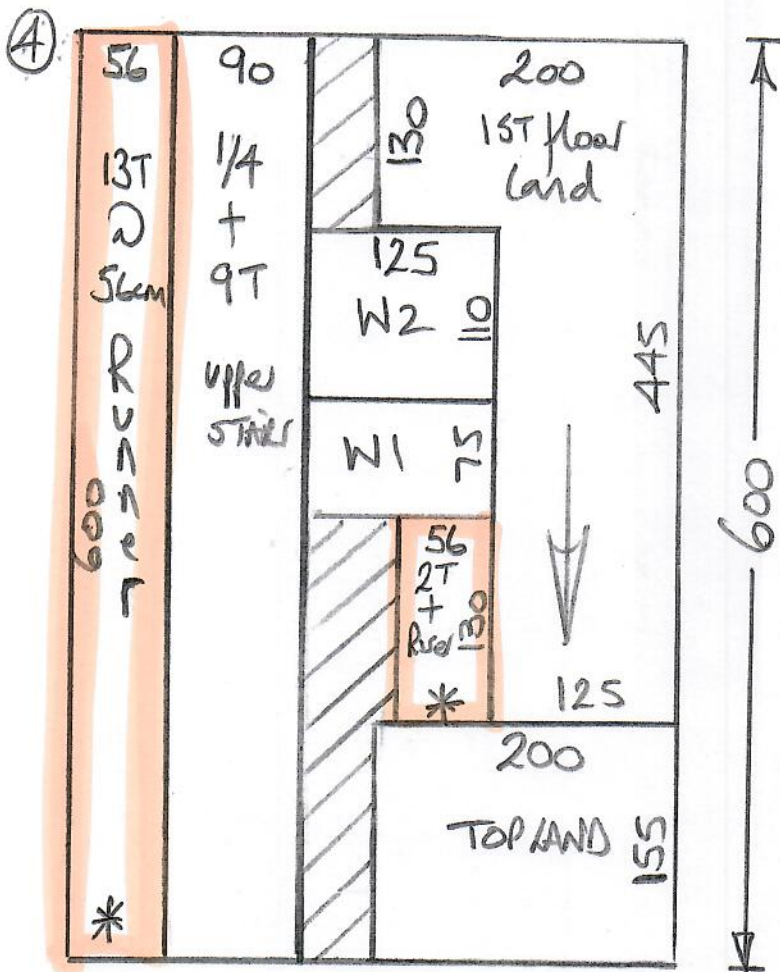 ④
56
13T
@
56cm
Runner
600
*
90
1/4
+
9T
upper
STAIRS
130
200
1ST floor
Land
125
W2
110
W1
75
56
2T
+
Riser
130
*
445
125
200
TOP LAND
155
600